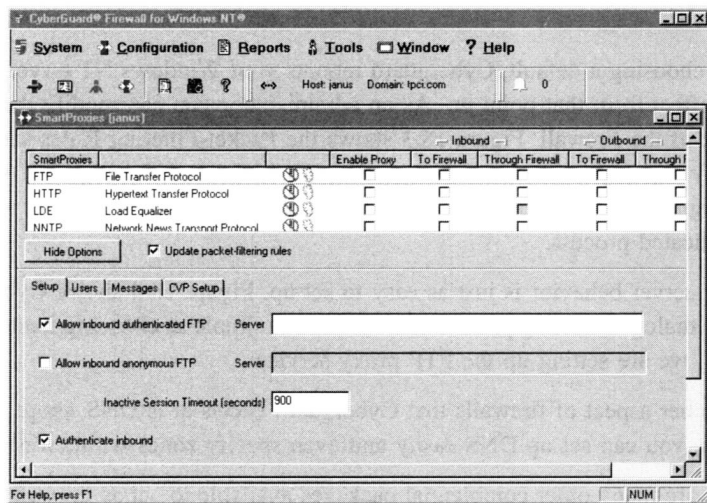 CyberGuard® Firewall for Windows NT®
System Configuration Reports Tools Window ? Help
Host: janus Domain: tpci.com 0
SmartProxies (janus)
Inbound Outbound
SmartProxies Enable Proxy To Firewall Through Firewall To Firewall Through F
FTP File Transfer Protocol
HTTP Hypertext Transfer Protocol
LDE Load Equalizer
NNTP Network News Transport Protocol
Hide Options Update packet-filtering rules
Setup Users Messages CVP Setup
Allow inbound authenticated FTP Server
Allow inbound anonymous FTP Server
Inactive Session Timeout (seconds) 900
Authenticate inbound
For Help, press F1 NUM